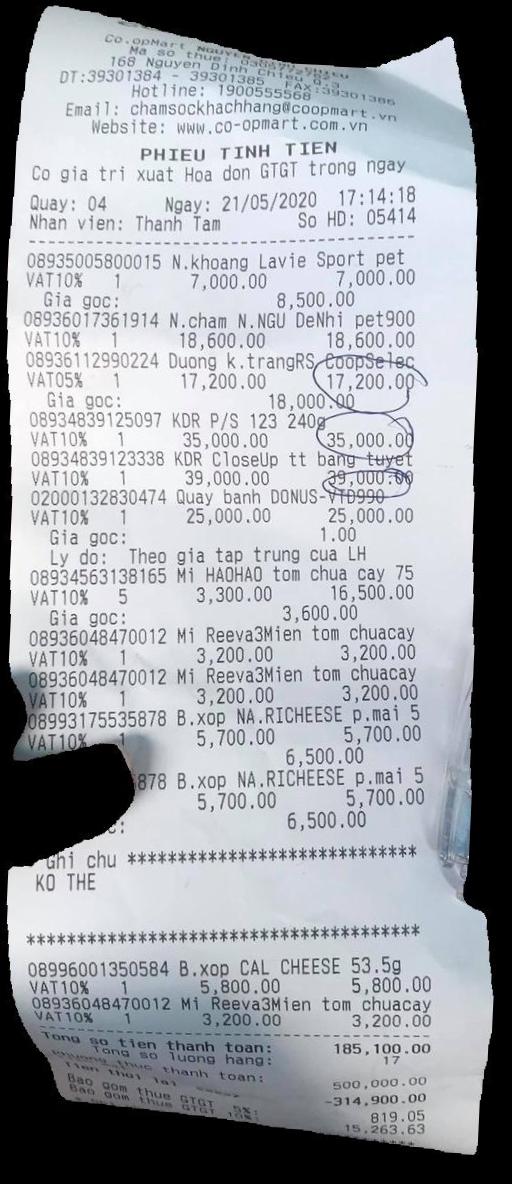 Co.opMart
Ma so thue:
168 Nguyen Dinh Chieu Q-3
DT:39301384 - 39301385 FAX:39301386
Hotline: 1900555568
Email: chamsockhachhang@coopmart.vn
Website: www.co-opmart.com.vn
PHIEU TINH TIEN
Co gia tri xuat Hoa don GTGT trong ngay
Quay: 04 Ngay: 21/05/2020 17:14:18
Nhan vien: Thanh Tam So HD: 05414
08935005800015 N.khoang Lavie Sport pet
VAT10% 1 7,000.00 7,000.00
Gia goc: 8,500.00
08936017361914 N.cham N.NGU DeNhi pet900
VAT10% 1 18,600.00 18,600.00
08936112990224 Duong k.trangRS CoopSelec
VAT05% 1 17,200.00 17,200.00
Gia goc: 18,000.00
08934839125097 KDR P/S 123 240g
VAT10% 1 35,000.00 35,000.00
08934839123338 KDR CloseUp tt bang tuyet
VAT10% 1 39,000.00 39,000.00
02000132830474 Quay banh DONUS-VTD990
VAT10% 1 25,000.00 25,000.00
Gia goc: 1.00
Ly do: Theo gia tap trung cua LH
08934563138165 Mi HAOHAO tom chua cay 75
VAT10% 5 3,300.00 16,500.00
Gia goc: 3,600.00
08936048470012 Mi Reeva3Mien tom chuacay
VAT10% 1 3,200.00 3,200.00
08936048470012 Mi Reeva3Mien tom chuacay
VAT10% 1 3,200.00 3,200.00
08993175535878 B.xop NA.RICHEESE p.mai 5
VAT10% 1 5,700.00 5,700.00
6,500.00
878 B.xop NA.RICHEESE p.mai 5
5,700.00 5,700.00
c: 6,500.00
Ghi chu ****************************
KO THE
**************************************
08996001350584 B.xop CAL CHEESE 53.5g
VAT10% 1 5,800.00 5,800.00
08936048470012 Mi Reeva3Mien tom chuacay
VAT10% 1 3,200.00 3,200.00
Tong so tien thanh toan: 185,100.00
Tong so luong hang: 17
Phuong thuc thanh toan:
500,000.00
Tien thoi lai -314,900.00
Bao gom thue GTGT 5%: 819.05
Bao gom thue GTGT 10%: 15,263.63